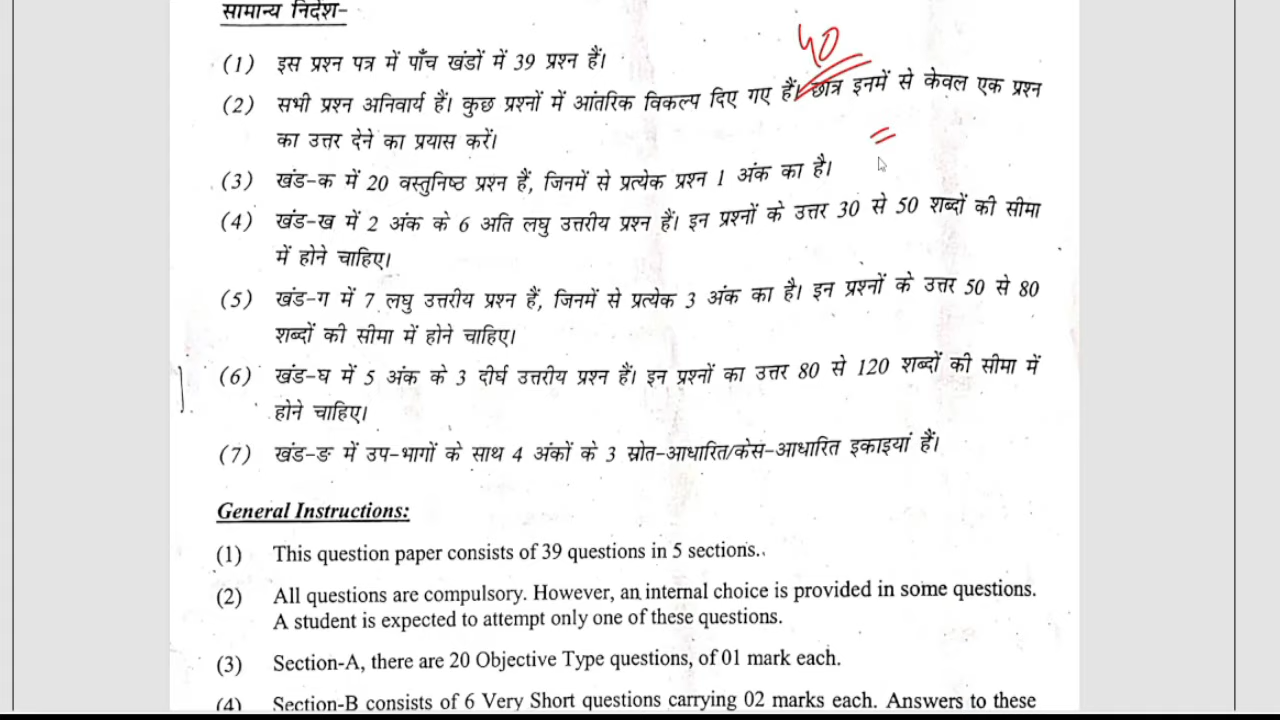 सामान्य निर्देश-
40
(1) इस प्रश्न पत्र में पाँच खंडों में 39 प्रश्न हैं।
(2) सभी प्रश्न अनिवार्य हैं। कुछ प्रश्नों में आंतरिक विकल्प दिए गए हैं। छात्र इनमें से केवल एक प्रश्न
का उत्तर देने का प्रयास करें।
(3) खंड-क में 20 वस्तुनिष्ठ प्रश्न हैं, जिनमें से प्रत्येक प्रश्न 1 अंक का है।
(4) खंड-ख में 2 अंक के 6 अति लघु उत्तरीय प्रश्न हैं। इन प्रश्नों के उत्तर 30 से 50 शब्दों की सीमा
में होने चाहिए।
(5) खंड-ग में 7 लघु उत्तरीय प्रश्न हैं, जिनमें से प्रत्येक 3 अंक का है। इन प्रश्नों के उत्तर 50 से 80
शब्दों की सीमा में होने चाहिए।
(6) खंड-घ में 5 अंक के 3 दीर्घ उत्तरीय प्रश्न हैं। इन प्रश्नों का उत्तर 80 से 120 शब्दों की सीमा में
होने चाहिए।
(7) खंड-ङ में उप-भागों के साथ 4 अंकों के 3 स्रोत-आधारित/केस-आधारित इकाइयां हैं।
General Instructions:
(1) This question paper consists of 39 questions in 5 sections.
(2) All questions are compulsory. However, an internal choice is provided in some questions.
A student is expected to attempt only one of these questions.
(3) Section-A, there are 20 Objective Type questions, of 01 mark each.
(4) Section-B consists of 6 Very Short questions carrying 02 marks each. Answers to these